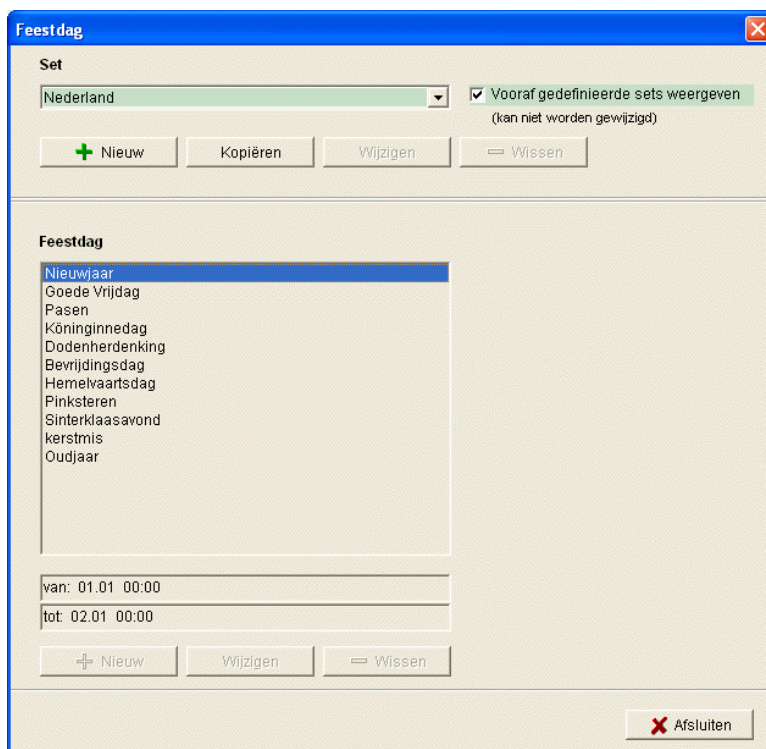 Feestdag
Set
Nederland
Vooraf gedefinieerde sets weergeven
(kan niet worden gewijzigd)
Nieuw Kopiëren Wijzigen Wissen
Feestdag
Nieuwjaar
Goede Vrijdag
Pasen
Köninginnedag
Dodenherdenking
Bevrijdingsdag
Hemelvaartsdag
Pinksteren
Sinterklaasavond
kerstmis
Oudjaar
van: 01.01 00:00
tot: 02.01 00:00
Nieuw Wijzigen Wissen
Afsluiten